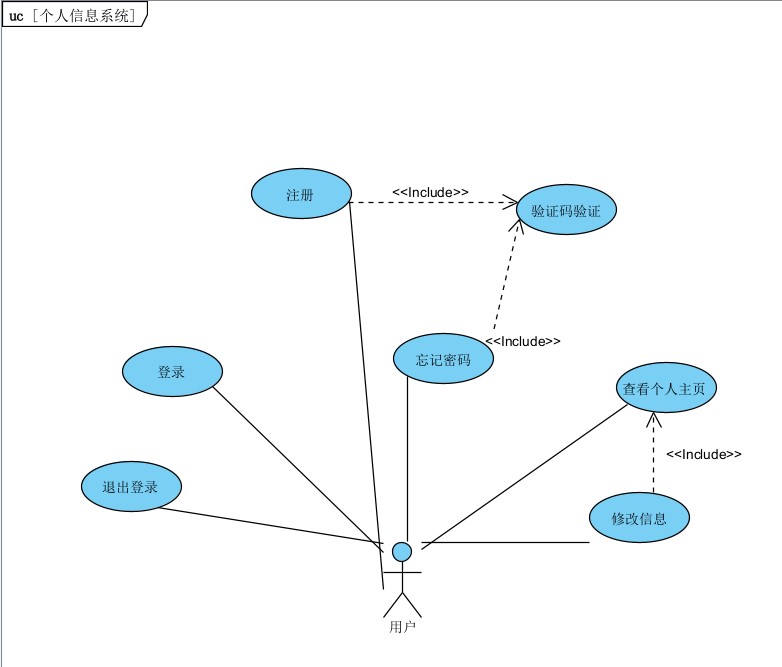 uc [个人信息系统]
注册
<<Include>>
验证码验证
<<Include>>
忘记密码
登录
查看个人主页
<<Include>>
退出登录
修改信息
用户